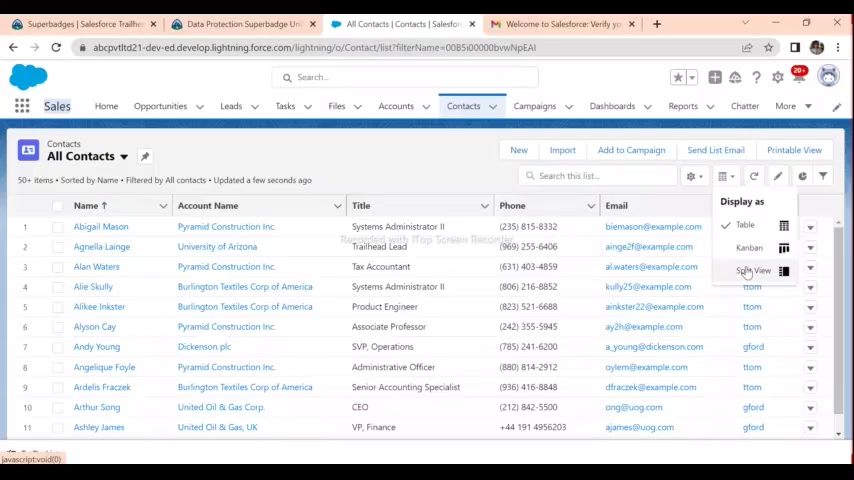 Superbadges | Salesforce Trailhea
Data Protection Superbadge Uni
All Contacts | Contacts | Salesfo
Welcome to Salesforce: Verify yo
abcpvtltd21-dev-ed.develop.lightning.force.com/lightning/o/Contact/list?filterName=00B5i00000bvwNpEAI
Search...
20+
Sales Home Opportunities Leads Tasks Files Accounts Contacts Campaigns Dashboards Reports Chatter More
Contacts
All Contacts
New Import Add to Campaign Send List Email Printable View
50+ items • Sorted by Name • Filtered by All contacts • Updated a few seconds ago
Search this list...
Display as
Table
Kanban
Split View
Name Account Name Title Phone Email
1 Abigail Mason Pyramid Construction Inc. Systems Administrator II (235) 815-8332 biemason@example.com
Recorded with iTop Screen Recorder
2 Agnella Lainge University of Arizona Trailhead Lead (969) 255-6406 ainge2f@example.com
3 Alan Waters Pyramid Construction Inc. Tax Accountant (631) 403-4859 al.waters@example.com
4 Alie Skully Burlington Textiles Corp of America Systems Administrator II (806) 216-8852 kully25@example.com ttom
5 Alikee Inkster Burlington Textiles Corp of America Product Engineer (823) 521-6688 ainkster22@example.com ttom
6 Alyson Cay Pyramid Construction Inc. Associate Professor (242) 355-5945 ay2h@example.com ttom
7 Andy Young Dickenson plc SVP, Operations (785) 241-6200 a_young@dickenson.com gford
8 Angelique Foyle Pyramid Construction Inc. Administrative Officer (880) 814-2912 oylem@example.com ttom
9 Ardelis Fraczek Burlington Textiles Corp of America Senior Accounting Specialist (936) 416-8848 dfraczek@example.com ttom
10 Arthur Song United Oil & Gas Corp. CEO (212) 842-5500 ong@uog.com gford
11 Ashley James United Oil & Gas, UK VP, Finance +44 191 4956203 ajames@uog.com gford
javascript:void(0)